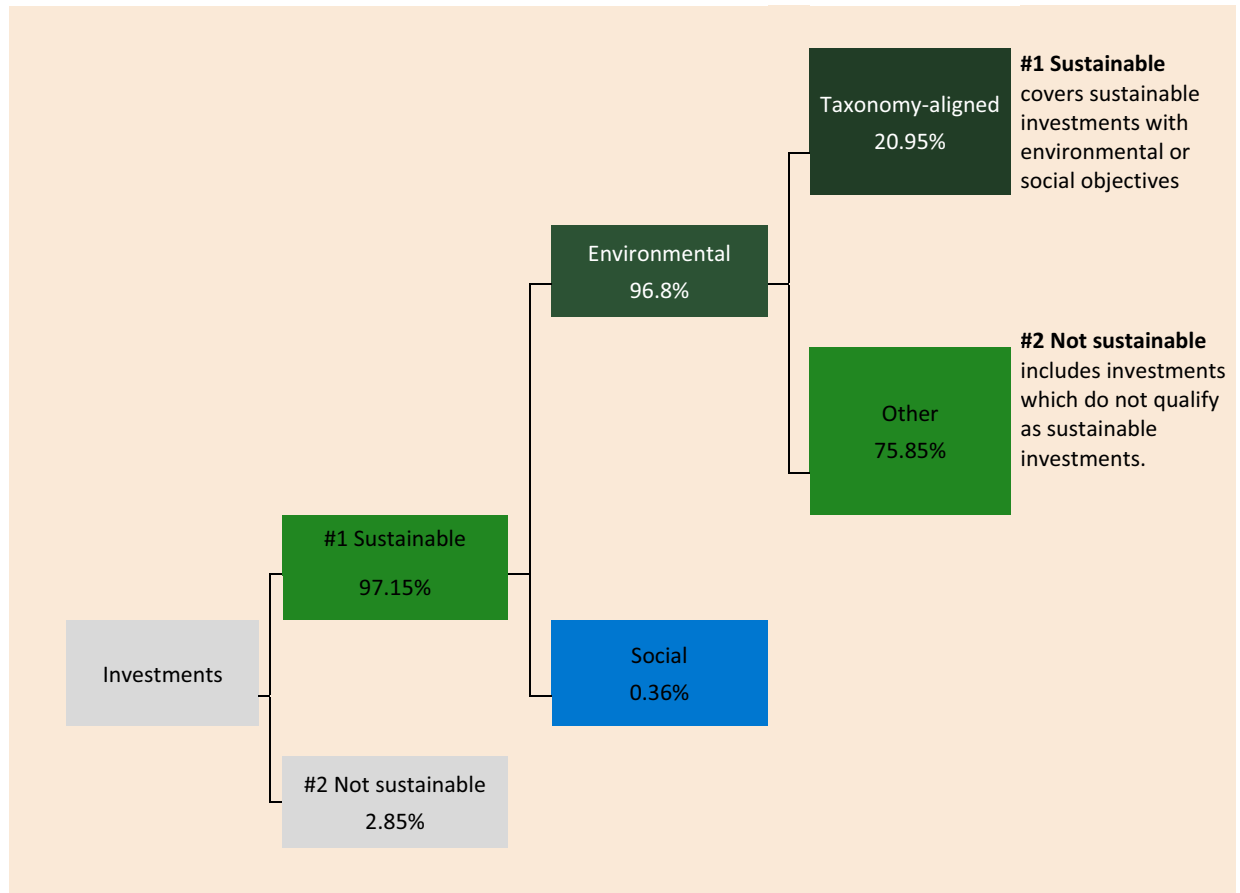 Taxonomy-aligned
20.95%
#1 Sustainable
covers sustainable
investments with
environmental or
social objectives
Environmental
96.8%
#2 Not sustainable
includes investments
which do not qualify
as sustainable
investments.
Other
75.85%
#1 Sustainable
97.15%
Investments
Social
0.36%
#2 Not sustainable
2.85%